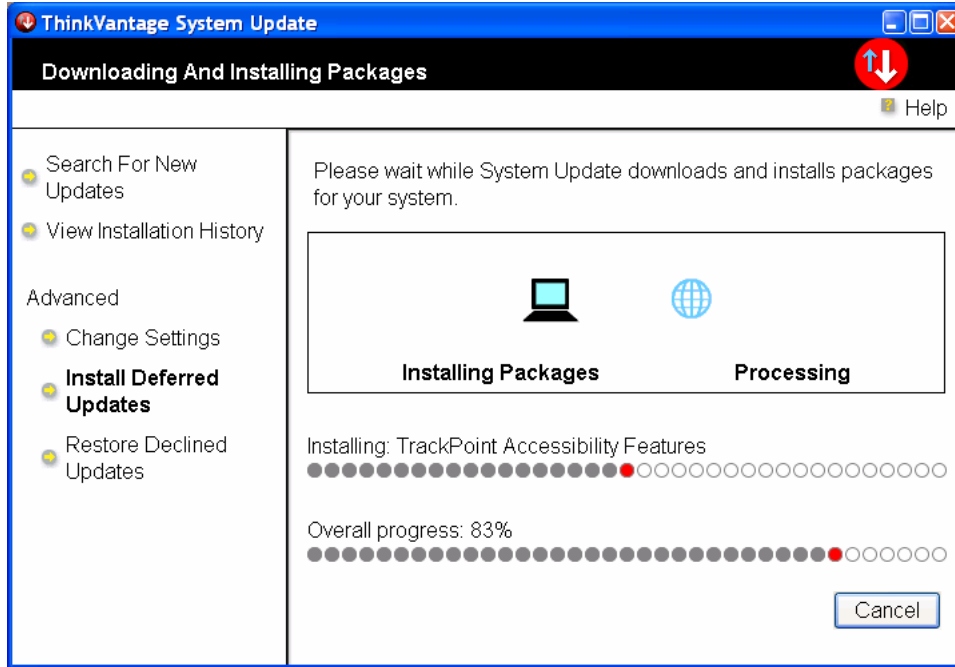 ThinkVantage System Update
Downloading And Installing Packages
Help
Search For New
Updates
View Installation History
Advanced
Change Settings
Install Deferred
Updates
Restore Declined
Updates
Please wait while System Update downloads and installs packages
for your system.
Installing Packages
Processing
Installing: TrackPoint Accessibility Features
Overall progress: 83%
Cancel